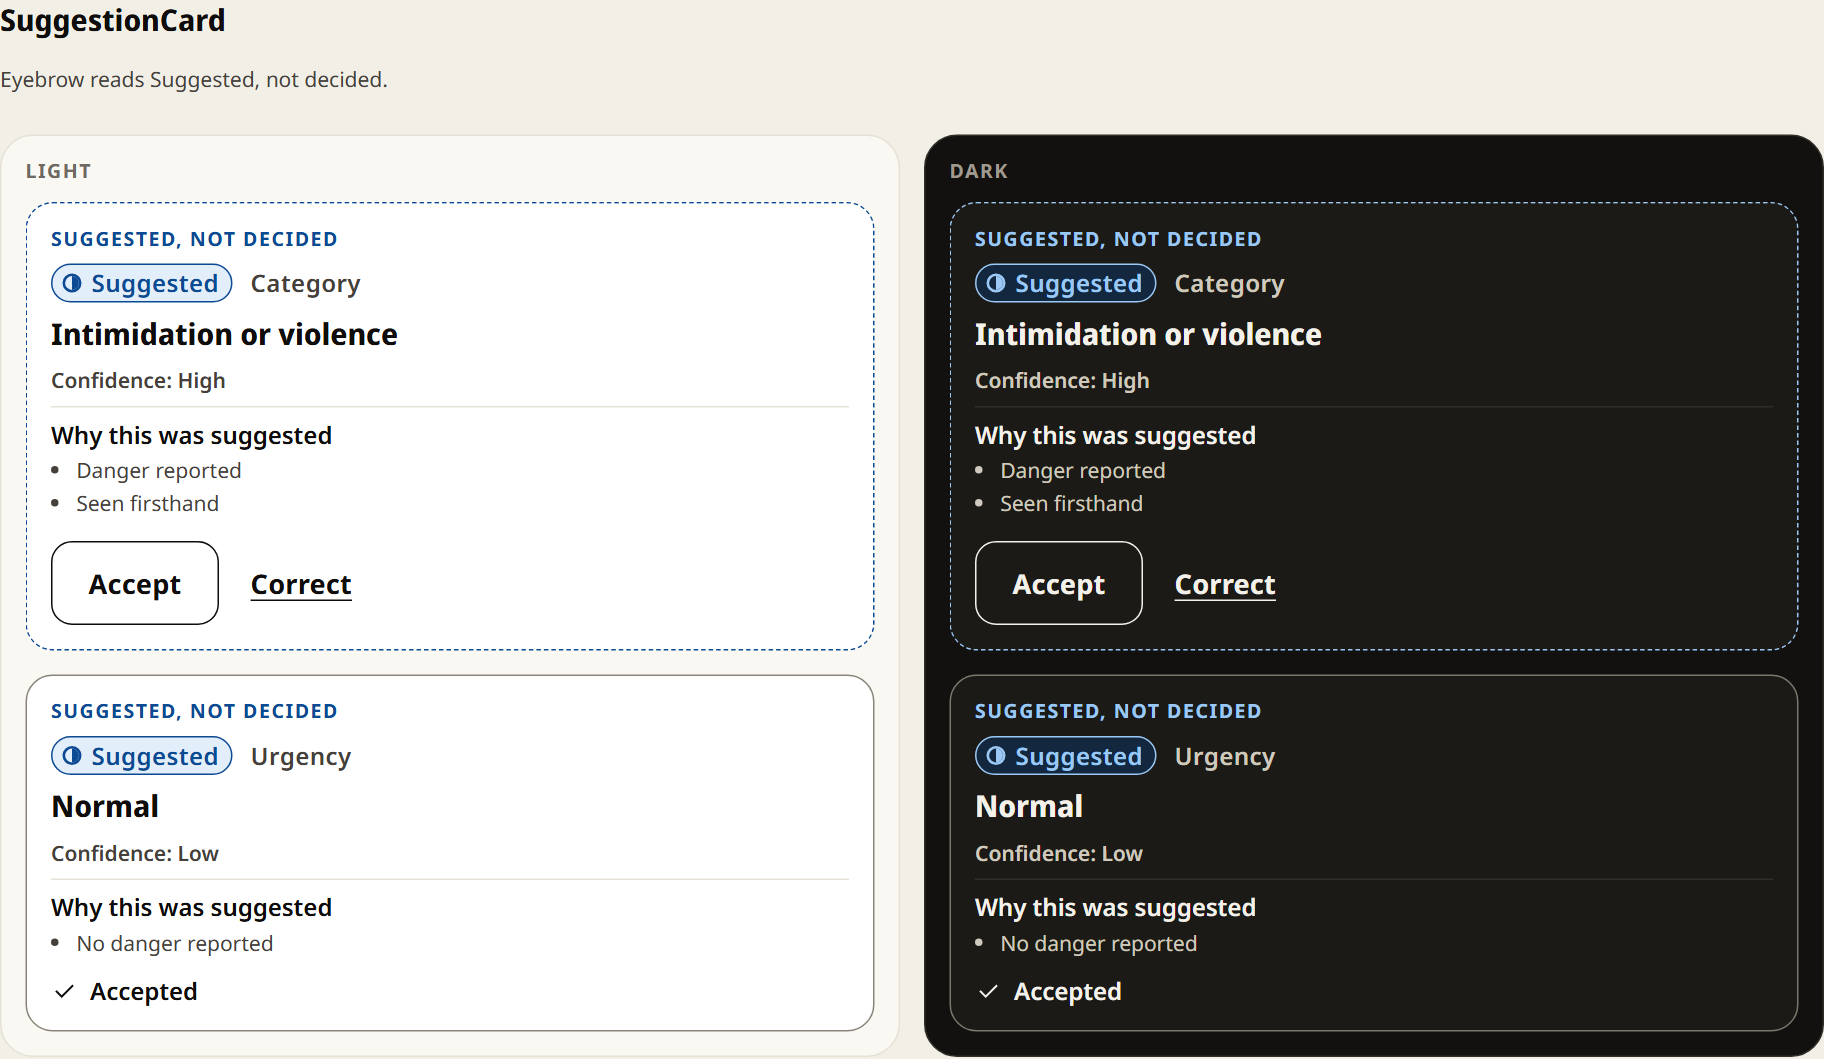 SuggestionCard
Eyebrow reads Suggested, not decided.
LIGHT
SUGGESTED, NOT DECIDED
Suggested Category
Intimidation or violence
Confidence: High
Why this was suggested
• Danger reported
• Seen firsthand
Accept Correct
SUGGESTED, NOT DECIDED
Suggested Urgency
Normal
Confidence: Low
Why this was suggested
• No danger reported
✓ Accepted
DARK
SUGGESTED, NOT DECIDED
Suggested Category
Intimidation or violence
Confidence: High
Why this was suggested
• Danger reported
• Seen firsthand
Accept Correct
SUGGESTED, NOT DECIDED
Suggested Urgency
Normal
Confidence: Low
Why this was suggested
• No danger reported
✓ Accepted